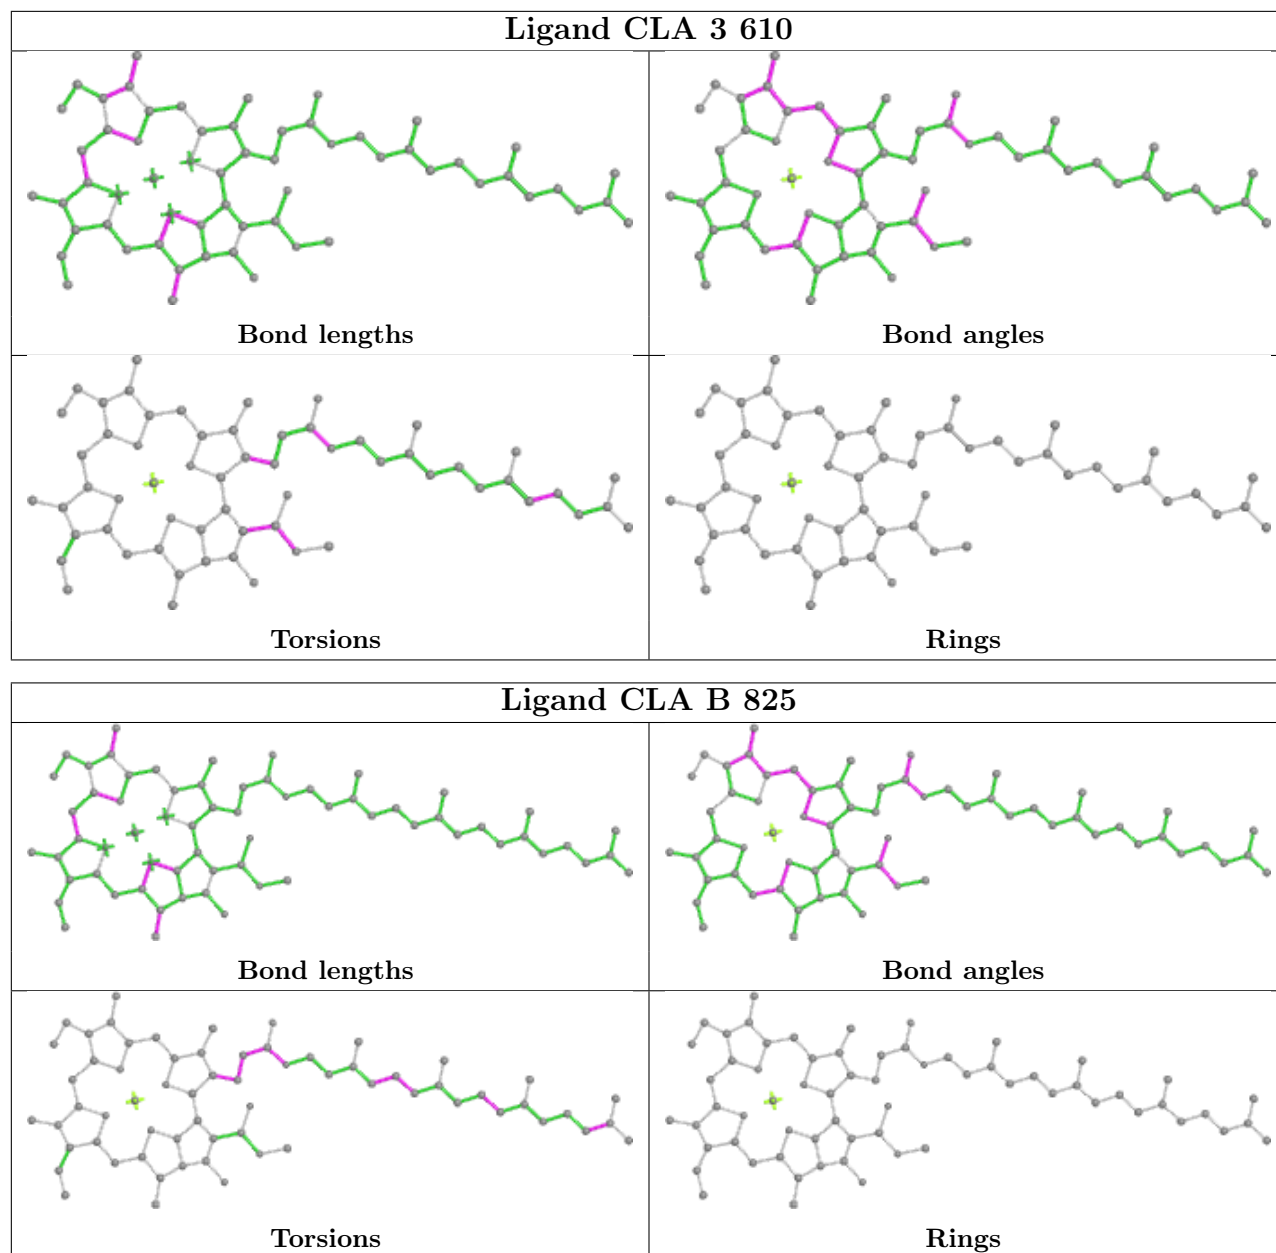 Ligand CLA 3 610
Bond lengths
Bond angles
Torsions
Rings
Ligand CLA B 825
Bond lengths
Bond angles
Torsions
Rings